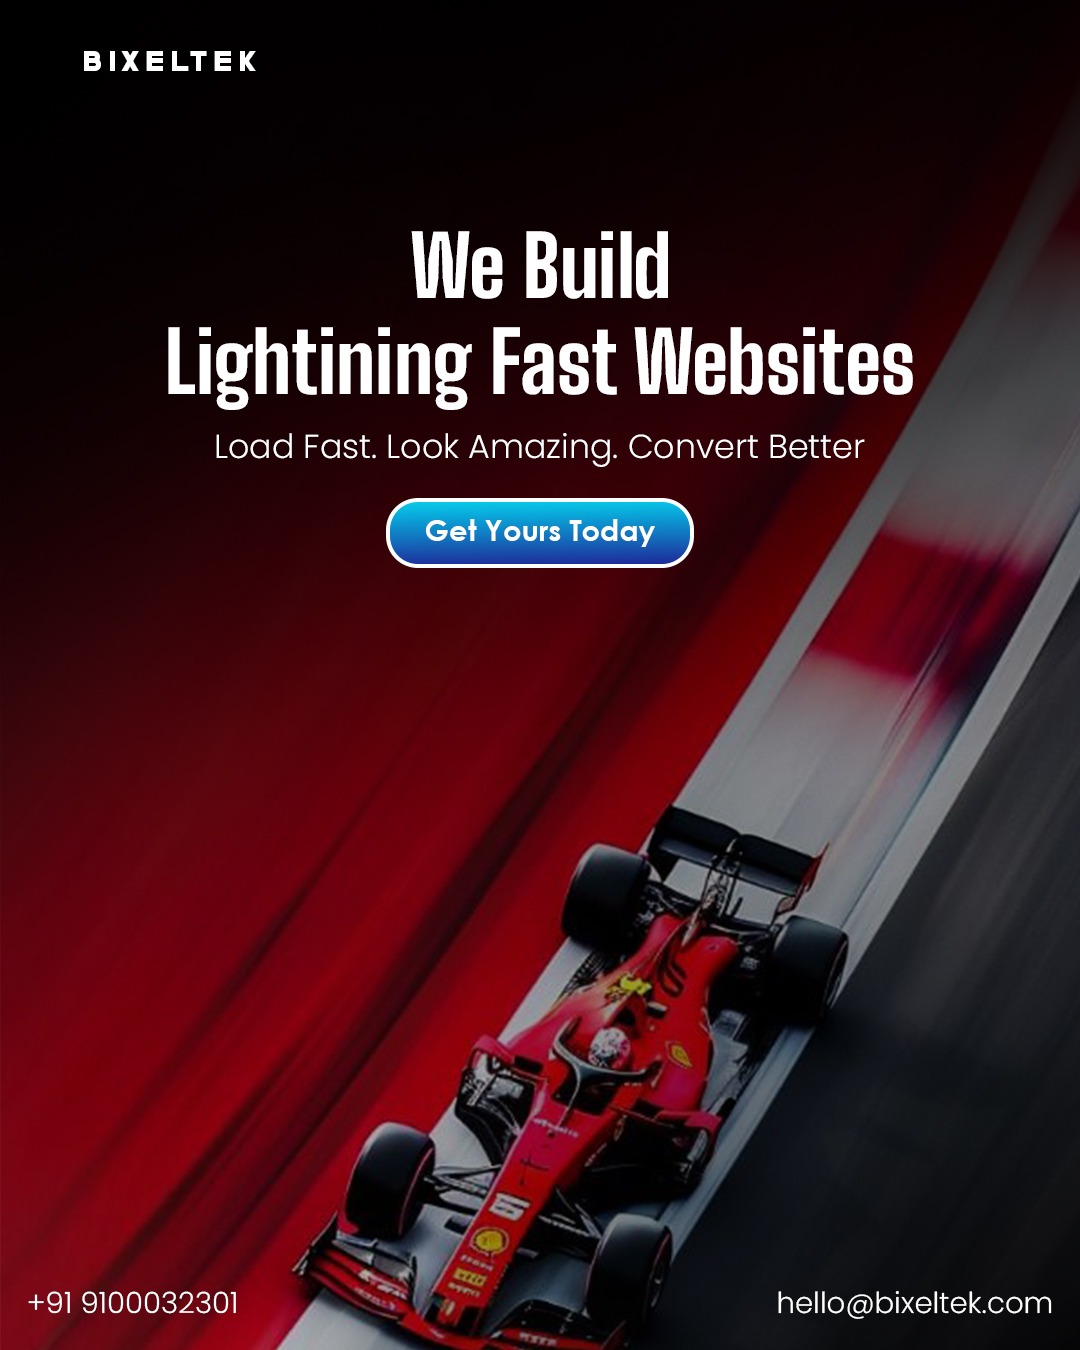 BIXELTEK
We Build
Lightining Fast Websites
Load Fast. Look Amazing. Convert Better
Get Yours Today
+91 9100032301
hello@bixeltek.com